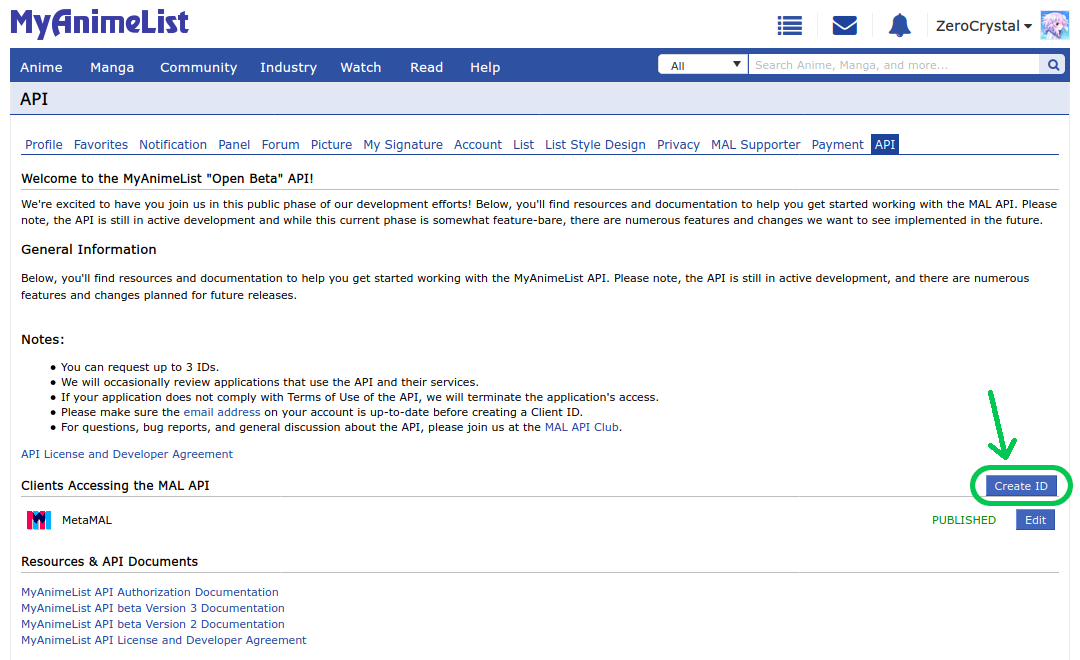 MyAnimeList
ZeroCrystal
Anime Manga Community Industry Watch Read Help
All Search Anime, Manga, and more...
API
Profile Favorites Notification Panel Forum Picture My Signature Account List List Style Design Privacy MAL Supporter Payment API
Welcome to the MyAnimeList "Open Beta" API!
We're excited to have you join us in this public phase of our development efforts! Below, you'll find resources and documentation to help you get started working with the MAL API. Please
note, the API is still in active development and while this current phase is somewhat feature-bare, there are numerous features and changes we want to see implemented in the future.
General Information
Below, you'll find resources and documentation to help you get started working with the MyAnimeList API. Please note, the API is still in active development, and there are numerous
features and changes planned for future releases.
Notes:
• You can request up to 3 IDs.
• We will occasionally review applications that use the API and their services.
• If your application does not comply with Terms of Use of the API, we will terminate the application's access.
• Please make sure the email address on your account is up-to-date before creating a Client ID.
• For questions, bug reports, and general discussion about the API, please join us at the MAL API Club.
API License and Developer Agreement
Clients Accessing the MAL API
Create ID
MetaMAL
PUBLISHED
Edit
Resources & API Documents
MyAnimeList API Authorization Documentation
MyAnimeList API beta Version 3 Documentation
MyAnimeList API beta Version 2 Documentation
MyAnimeList API License and Developer Agreement